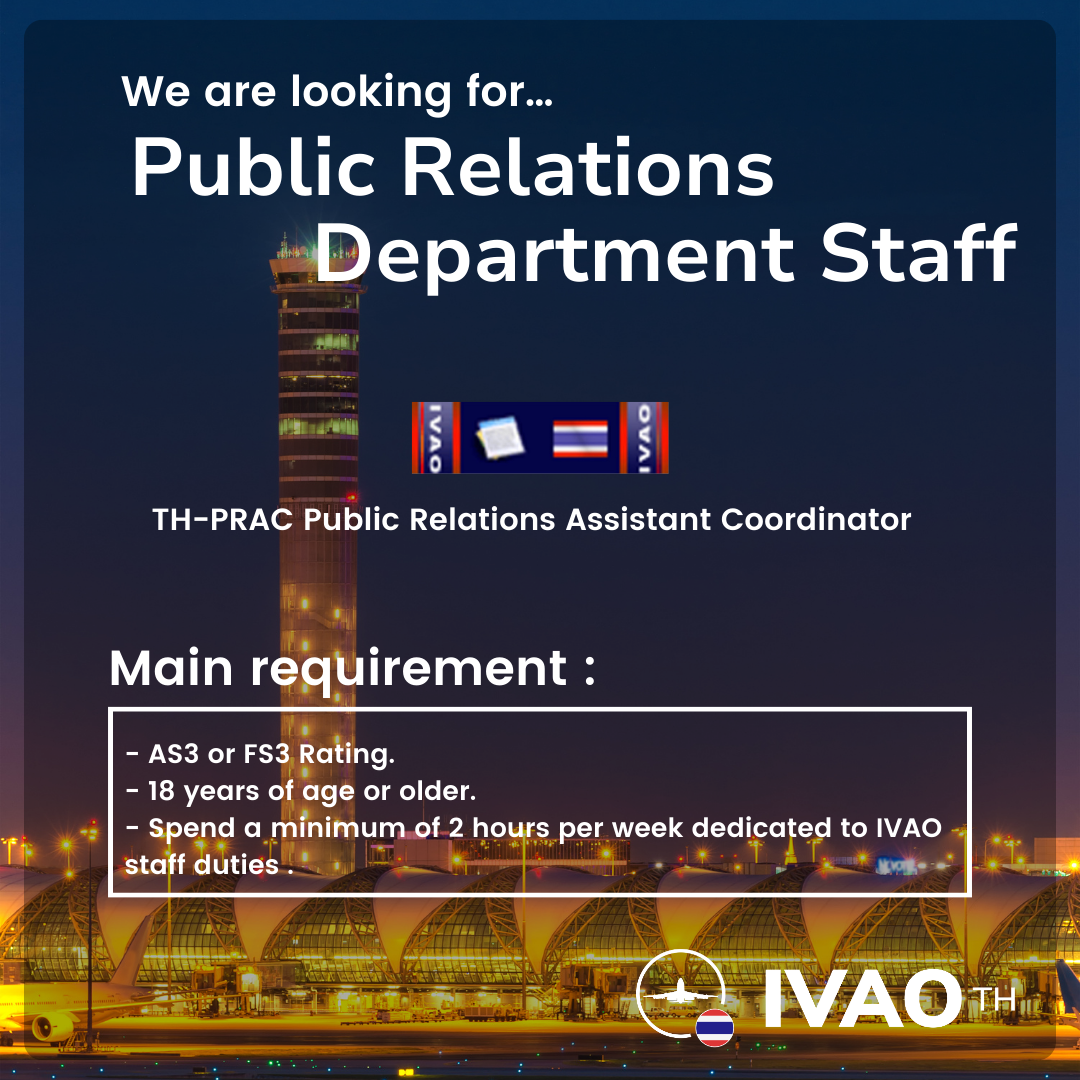 We are looking for...
Public Relations
Department Staff
IVAO IVAO
TH-PRAC Public Relations Assistant Coordinator
Main requirement :
- AS3 or FS3 Rating.
- 18 years of age or older.
- Spend a minimum of 2 hours per week dedicated to IVAO
staff duties .
IVAO TH